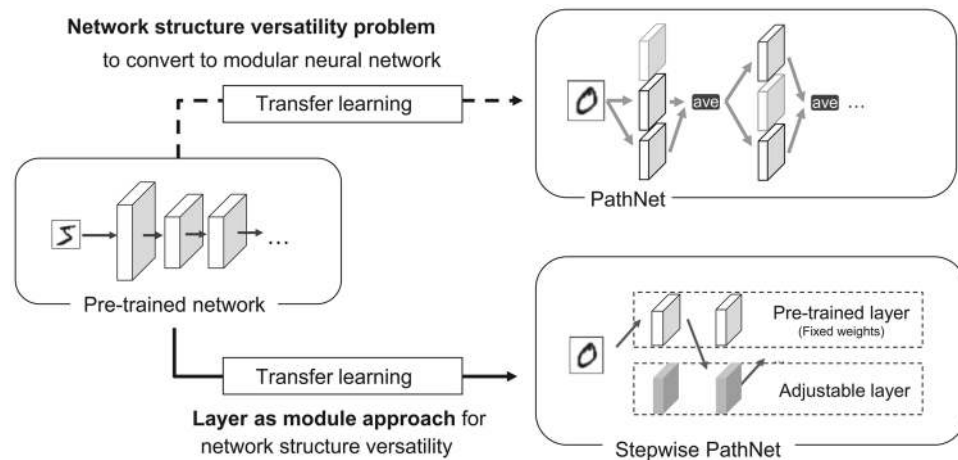 Network structure versatility problem
to convert to modular neural network
Transfer learning
ave
ave ...
PathNet
5
...
Pre-trained network
0
Transfer learning
Layer as module approach for
network structure versatility
0
Pre-trained layer
(Fixed weights)
...
Adjustable layer
Stepwise PathNet